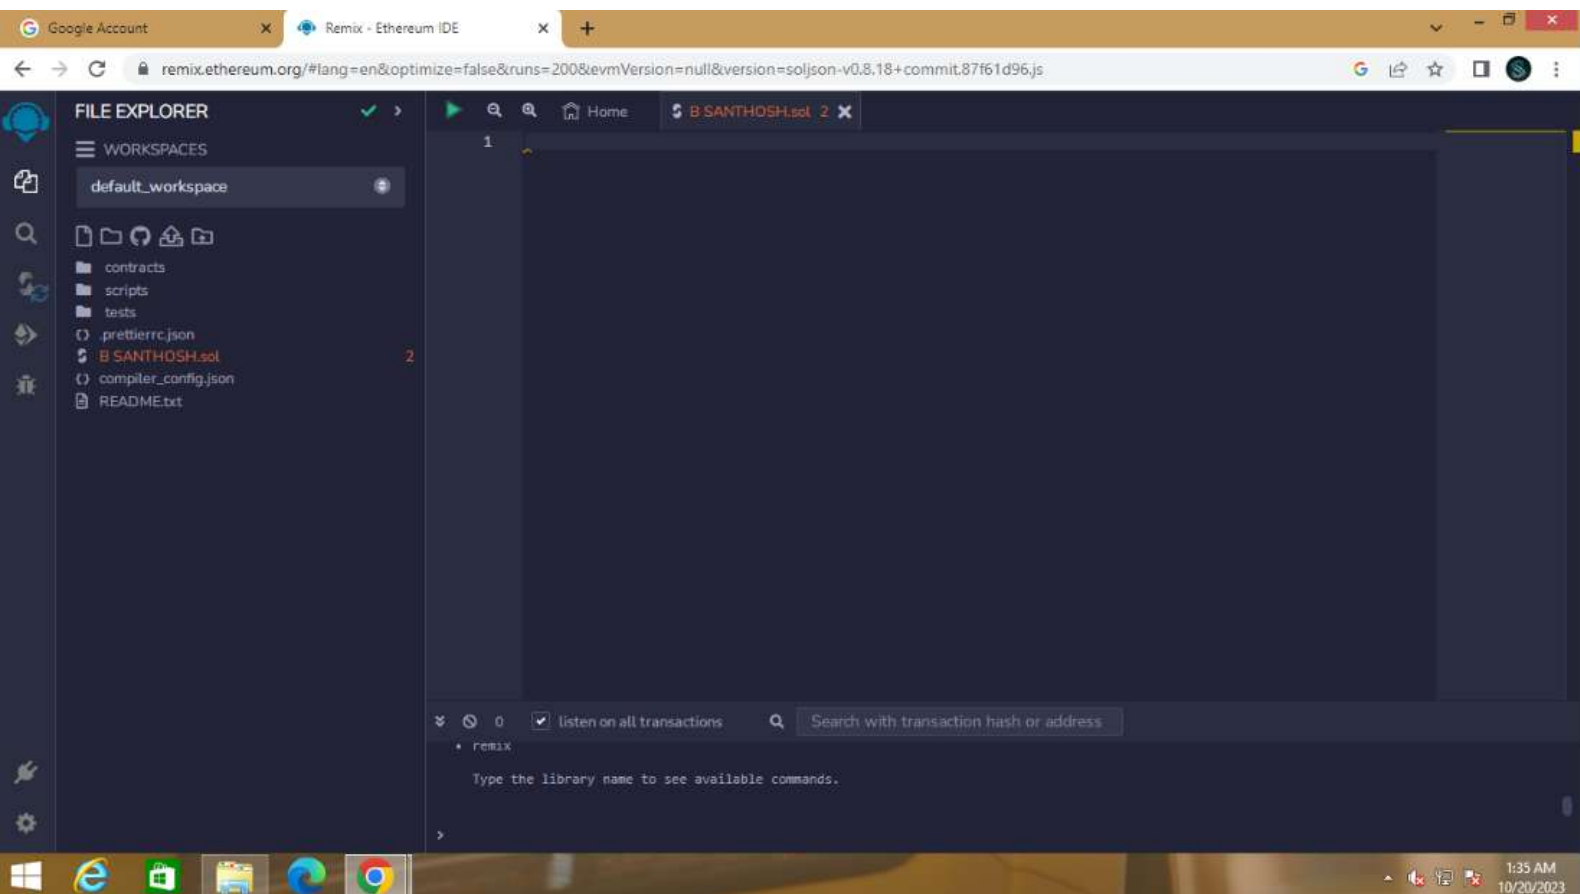 Google Account
Remix - Ethereum IDE
remix.ethereum.org/#lang=en&optimize=false&runs=200&evmVersion=null&version=soljson-v0.8.18+commit.87f61d96.js
FILE EXPLORER
Home
B SANTHOSH.sol 2
WORKSPACES
1
default_workspace
contracts
scripts
tests
.prettierrc.json
B SANTHOSH.sol 2
compiler_config.json
README.txt
0 listen on all transactions Search with transaction hash or address
• remix
Type the library name to see available commands.
>
1:35 AM
10/20/2023